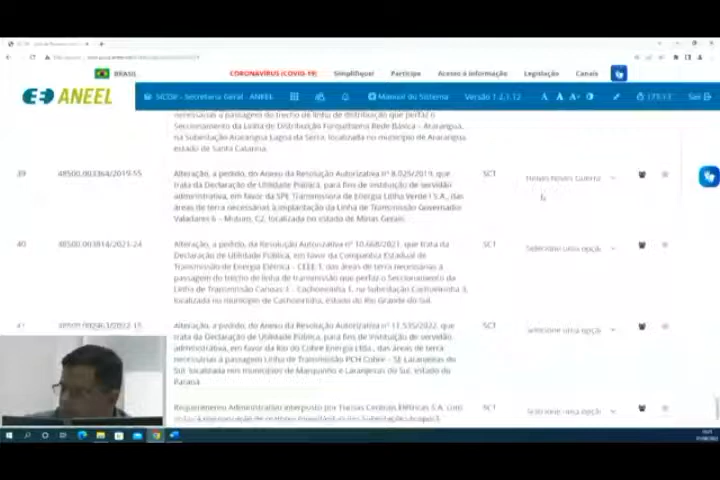 BRASIL CORONAVÍRUS (COVID-19) Simplifique! Participe Acesso à informação Legislação Canais
ANEEL
Secretaria Geral - ANEEL Manual do Sistema Versão A A A+ Sair
necessárias à passagem do trecho de linha de distribuição que perfaz o
Seccionamento da Linha de Distribuição Forquilhinha Rede Básica – Araranguá,
na Subestação Araranguá Lagoa da Serra, localizada no município de Araranguá,
estado de Santa Catarina.
39 48500.003364/2019-55 Alteração, a pedido, do Anexo da Resolução Autorizativa nº 8.025/2019, que SCT
trata da Declaração de Utilidade Pública, para fins de instituição de servidão
administrativa, em favor da SPE Transmissora de Energia Linha Verde I S.A., das
áreas de terra necessárias à implantação da Linha de Transmissão Governador
Valadares 6 – Mutum, C2, localizada no estado de Minas Gerais.
40 48500.003814/2021-24 Alteração, a pedido, da Resolução Autorizativa nº 10.668/2021, que trata da SCT Selecione uma opção
Declaração de Utilidade Pública, em favor da Companhia Estadual de
Transmissão de Energia Elétrica – CEEE-T, das áreas de terra necessárias à
passagem do trecho de linha de transmissão que perfaz o Seccionamento da
Linha de Transmissão Canoas 1 – Cachoeirinha 1, na Subestação Cachoeirinha 3,
localizada no município de Cachoeirinha, estado do Rio Grande do Sul.
41 Alteração, a pedido, do Anexo da Resolução Autorizativa nº 11.535/2022, que SCT Selecione uma opção
trata da Declaração de Utilidade Pública, para fins de instituição de servidão
administrativa, em favor da Rio do Cobre Energia Ltda., das áreas de terra
necessárias à passagem Linha de Transmissão PCH Cobre – SE Laranjeiras do
Sul, localizada nos municípios de Marquinho e Laranjeiras do Sul, estado do
Paraná.
Requerimento Administrativo interposto por Furnas Centrais Elétricas S.A. com SCT Selecione uma opção